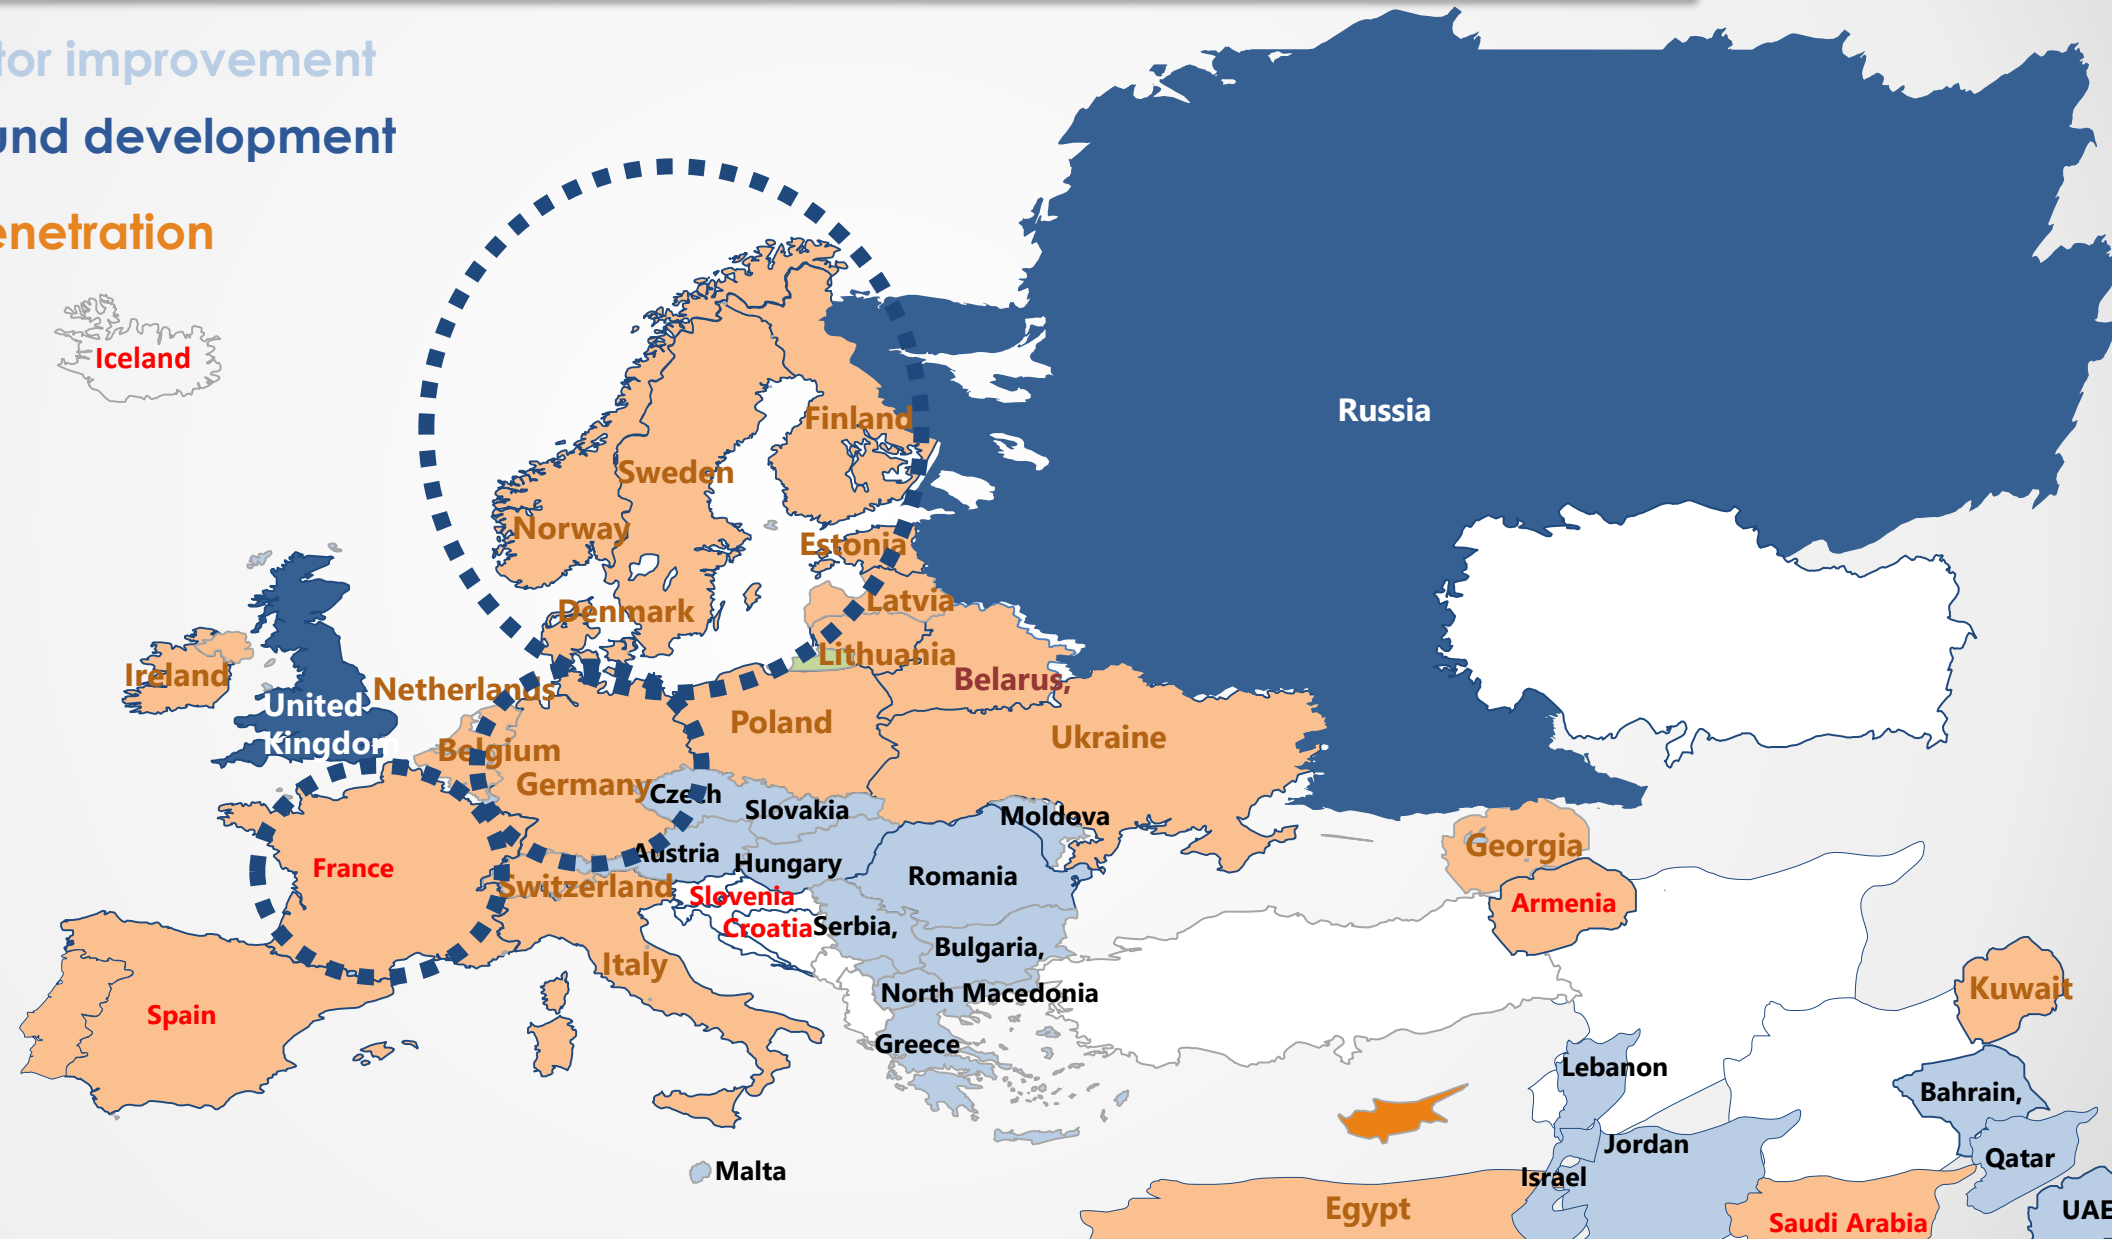 tor improvement
und development
enetration
Iceland
Russia
Finland
Sweden
Norway
Estonia
Denmark
Latvia
Lithuania
Ireland
Belarus,
Netherlands
United
Kingdom
Poland
Ukraine
Belgium
Germany
Czech
Slovakia
Moldova
Georgia
Austria
Hungary
France
Romania
Switzerland
Slovenia
Armenia
Croatia
Serbia,
Bulgaria,
Italy
Kuwait
North Macedonia
Spain
Greece
Lebanon
Bahrain,
Jordan
Qatar
Malta
Israel
Egypt
UAE
Saudi Arabia